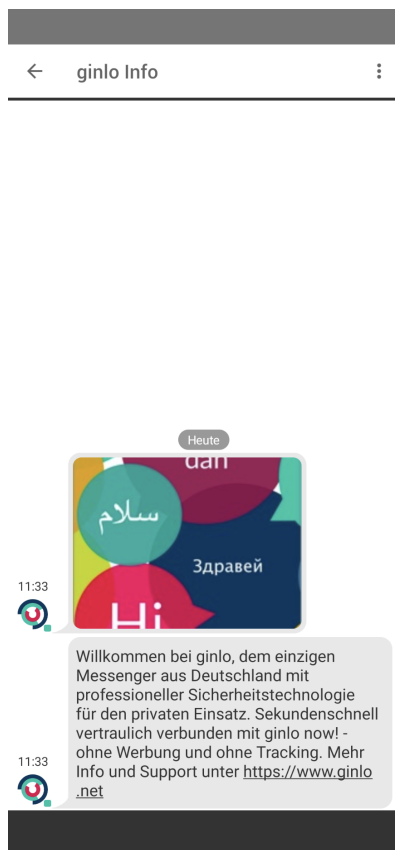 ginlo Info
Heute
dan
سلام
Здравей
Hi
11:33
Willkommen bei ginlo, dem einzigen
Messenger aus Deutschland mit
professioneller Sicherheitstechnologie
für den privaten Einsatz. Sekundenschnell
vertraulich verbunden mit ginlo now! -
ohne Werbung und ohne Tracking. Mehr
Info und Support unter https://www.ginlo
.net
11:33